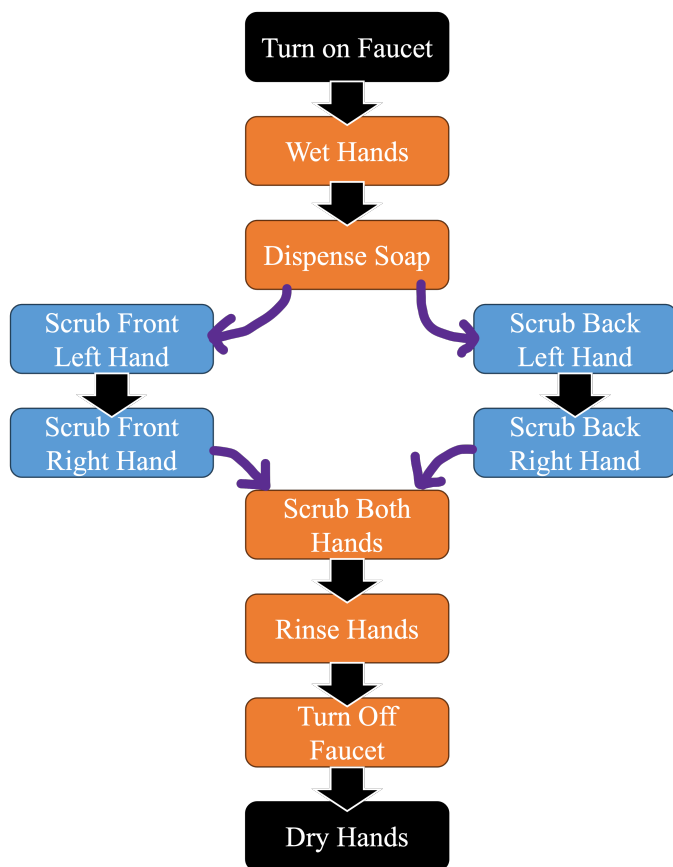 Turn on Faucet
Wet Hands
Dispense Soap
Scrub Front
Left Hand
Scrub Front
Right Hand
Scrub Back
Left Hand
Scrub Back
Right Hand
Scrub Both
Hands
Rinse Hands
Turn Off
Faucet
Dry Hands